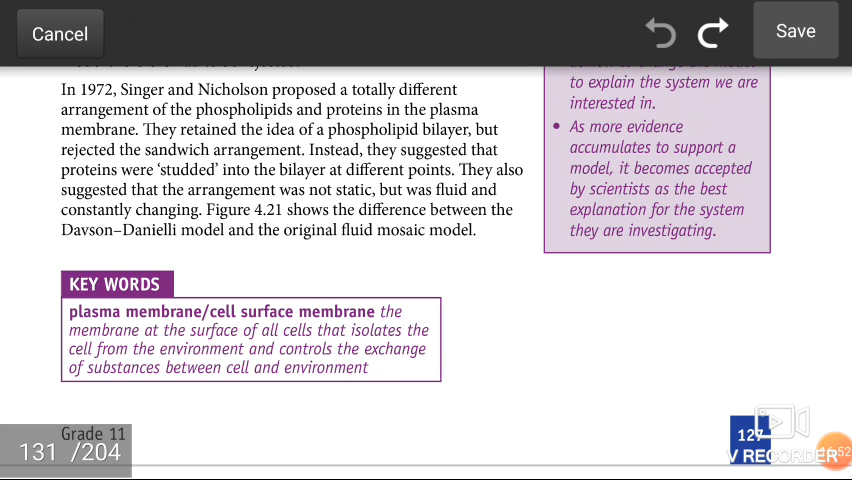 Cancel
Save
In 1972, Singer and Nicholson proposed a totally different
arrangement of the phospholipids and proteins in the plasma
membrane. They retained the idea of a phospholipid bilayer, but
rejected the sandwich arrangement. Instead, they suggested that
proteins were ‘studded’ into the bilayer at different points. They also
suggested that the arrangement was not static, but was fluid and
constantly changing. Figure 4.21 shows the difference between the
Davson–Danielli model and the original fluid mosaic model.
to explain the system we are
interested in.
• As more evidence
accumulates to support a
model, it becomes accepted
by scientists as the best
explanation for the system
they are investigating.
KEY WORDS
plasma membrane/cell surface membrane the
membrane at the surface of all cells that isolates the
cell from the environment and controls the exchange
of substances between cell and environment
Grade 11
131 /204
127
V RECORDER